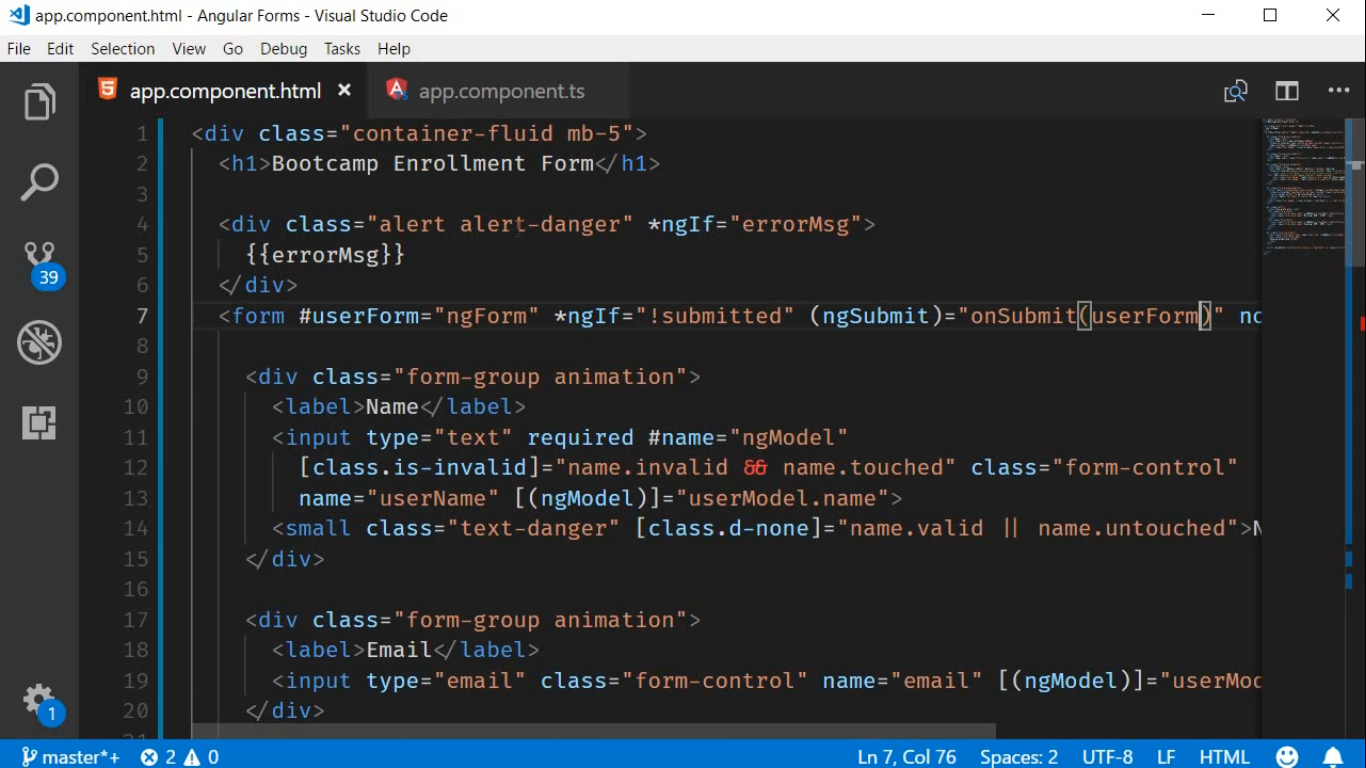 app.component.html - Angular Forms - Visual Studio Code
File Edit Selection View Go Debug Tasks Help
app.component.html × app.component.ts
1 <div class="container-fluid mb-5">
2 <h1>Bootcamp Enrollment Form</h1>
3
4 <div class="alert alert-danger" *ngIf="errorMsg">
5 {{errorMsg}}
6 </div>
7 <form #userForm="ngForm" *ngIf="!submitted" (ngSubmit)="onSubmit(userForm)" no
8
9 <div class="form-group animation">
10 <label>Name</label>
11 <input type="text" required #name="ngModel"
12 [class.is-invalid]="name.invalid && name.touched" class="form-control"
13 name="userName" [(ngModel)]="userModel.name">
14 <small class="text-danger" [class.d-none]="name.valid || name.untouched">N
15 </div>
16
17 <div class="form-group animation">
18 <label>Email</label>
19 <input type="email" class="form-control" name="email" [(ngModel)]="userMod
20 </div>
39
1
master*+ 2 0 Ln 7, Col 76 Spaces: 2 UTF-8 LF HTML